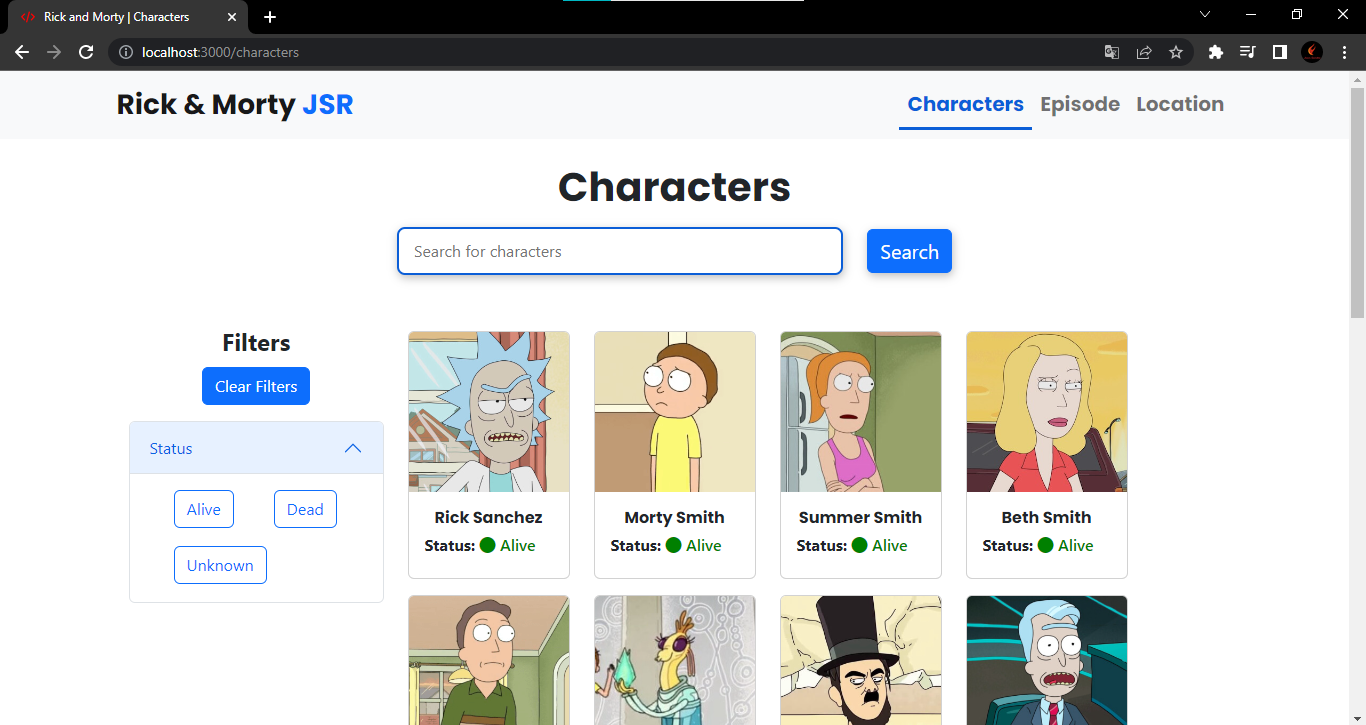 Rick and Morty | Characters
localhost:3000/characters
Rick & Morty JSR
Characters Episode Location
Characters
Search for characters Search
Filters
Clear Filters
Status
Alive Dead
Unknown
Rick Sanchez
Status: Alive
Morty Smith
Status: Alive
Summer Smith
Status: Alive
Beth Smith
Status: Alive